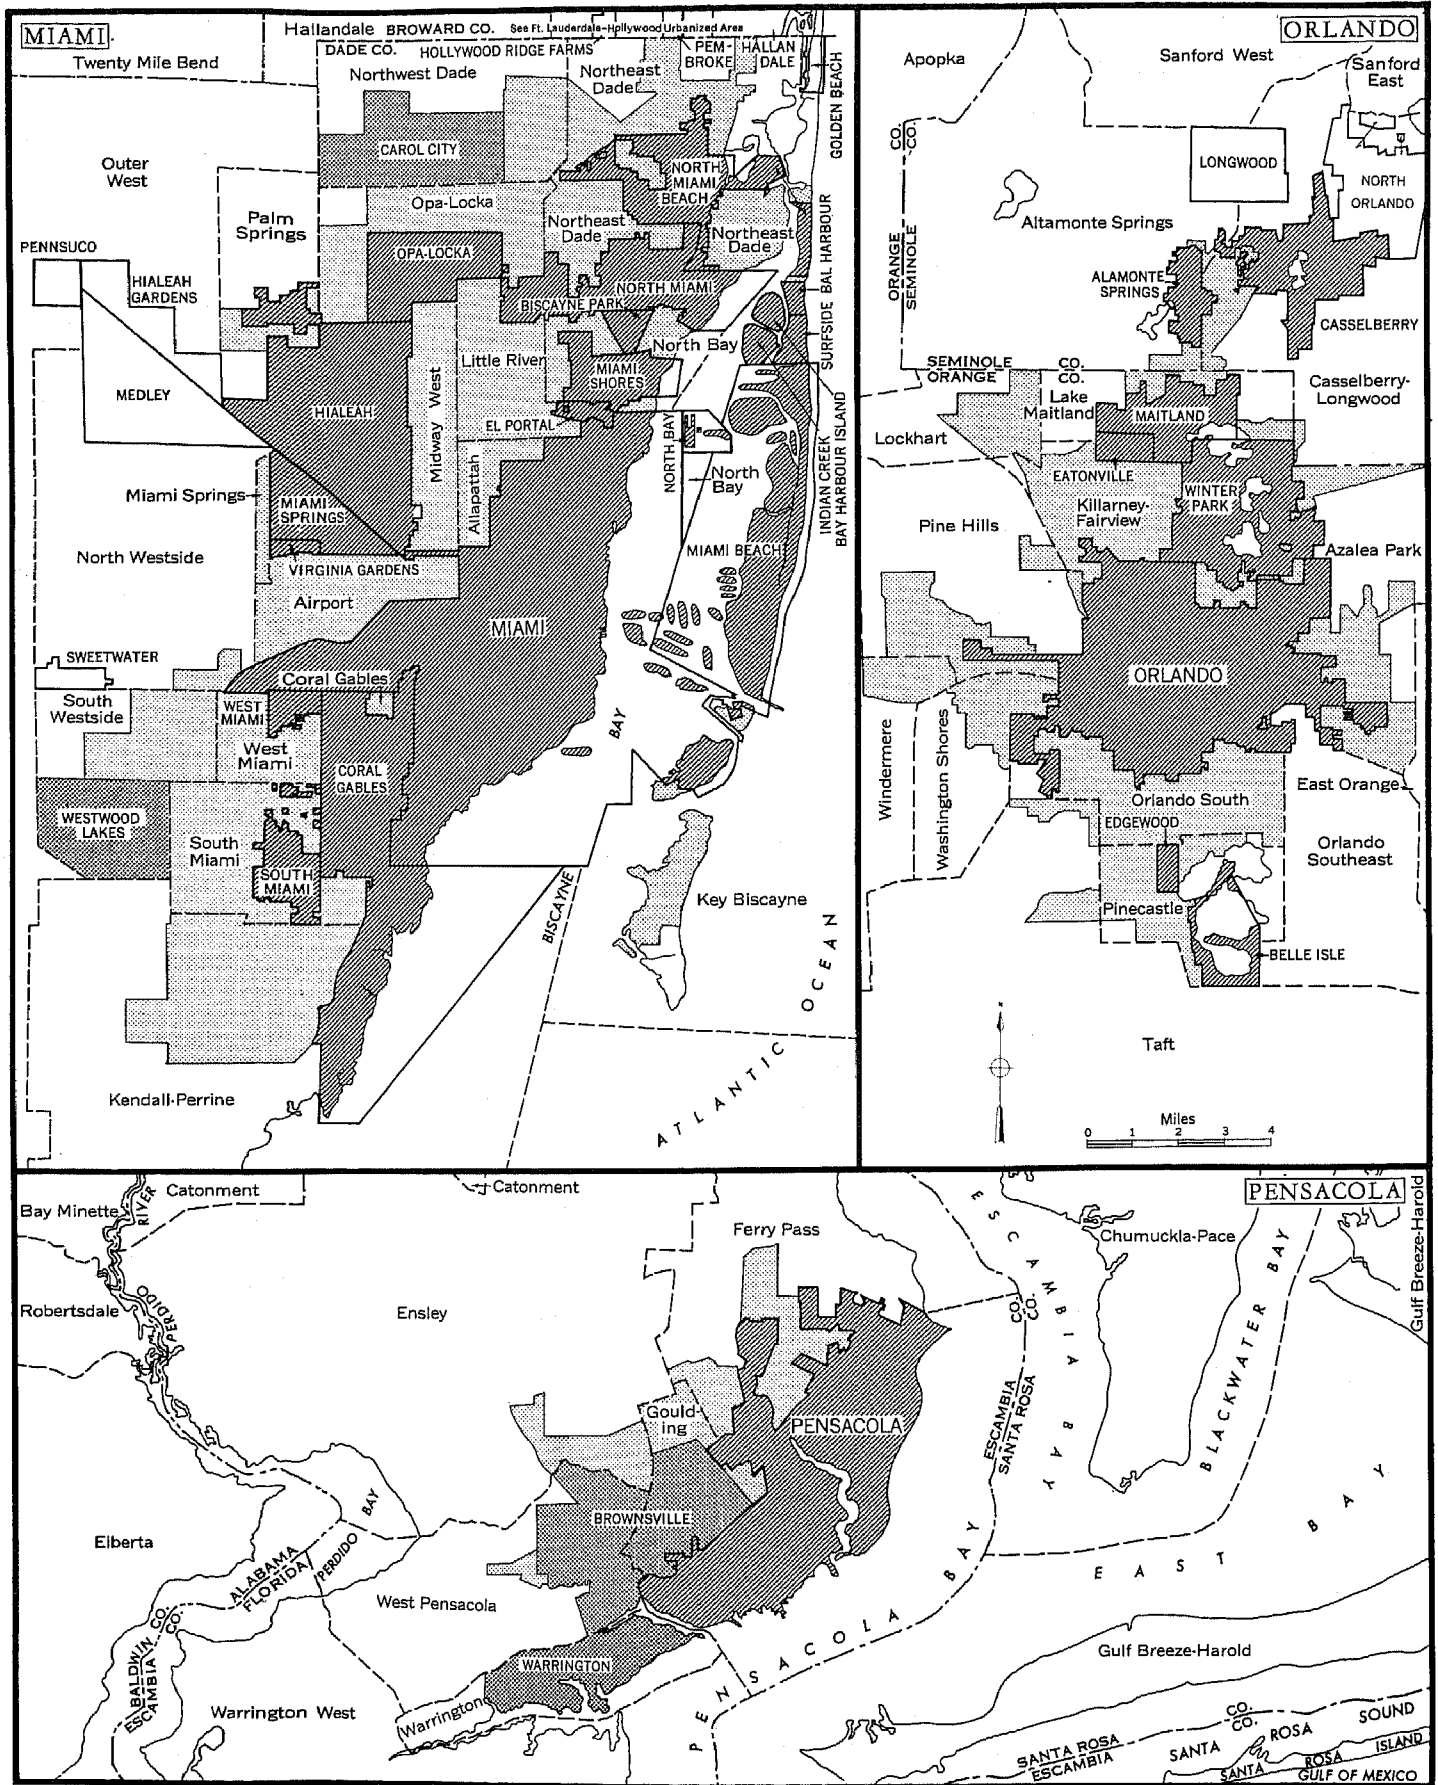 MIAMI
Hallandale BROWARD CO. See Ft. Lauderdale-Hollywood Urbanized Area
DADE CO. HOLLYWOOD RIDGE FARMS
PEM-
BROKE
HALLAN
DALE
Twenty Mile Bend
Northwest Dade
Northeast
Dade
GOLDEN BEACH
CAROL CITY
Outer
West
NORTH
MIAMI
BEACH
Opa-Locka
Palm
Springs
Northeast
Dade
Northeast
Dade
PENNSUCO
OPA-LOCKA
BAL HARBOUR
HIALEAH
GARDENS
NORTH MIAMI
BISCAYNE PARK
SURFSIDE
North Bay
Little River
MIAMI
SHORES
MEDLEY
HIALEAH
Midway West
EL PORTAL
NORTH BAY
North
Bay
INDIAN CREEK
BAY HARBOUR ISLAND
Allapattah
Miami Springs
MIAMI
SPRINGS
North Westside
VIRGINIA GARDENS
MIAMI BEACH
Airport
MIAMI
SWEETWATER
Coral Gables
South
Westside
WEST
MIAMI
West
Miami
BAY
CORAL
GABLES
WESTWOOD
LAKES
South
Miami
SOUTH
MIAMI
BISCAYNE
Key Biscayne
ATLANTIC OCEAN
Kendall-Perrine
ORLANDO
Apopka
Sanford West
Sanford
East
CO.
CO.
LONGWOOD
NORTH
ORLANDO
Altamonte Springs
ORANGE
SEMINOLE
ALAMONTE
SPRINGS
CASSELBERRY
SEMINOLE CO.
ORANGE CO.
Lake
Maitland
MAITLAND
Casselberry-
Longwood
Lockhart
EATONVILLE
WINTER
PARK
Killarney-
Fairview
Pine Hills
Azalea Park
ORLANDO
Windermere
Washington Shores
East Orange
Orlando South
EDGEWOOD
Orlando
Southeast
Pinecastle
BELLE ISLE
Taft
Miles
0 1 2 3 4
PENSACOLA
Catonment
Catonment
Bay Minette
RIVER
Ferry Pass
ESCAMBIA BAY
Chumuckla-Pace
BLACKWATER BAY
Gulf Breeze-Harold
Robertsdale
PERDIDO
Ensley
CO.
CO.
Gould-
ing
PENSACOLA
ESCAMBIA
SANTA ROSA
BAY
BROWNSVILLE
Elberta
ALABAMA
FLORIDA
PERDIDO
EAST BAY
West Pensacola
BALDWIN CO.
ESCAMBIA CO.
WARRINGTON
PENSACOLA BAY
Gulf Breeze-Harold
Warrington West
Warrington
CO.
CO.
SANTA ROSA
ESCAMBIA
SANTA ROSA SOUND
SANTA ROSA ISLAND
GULF OF MEXICO